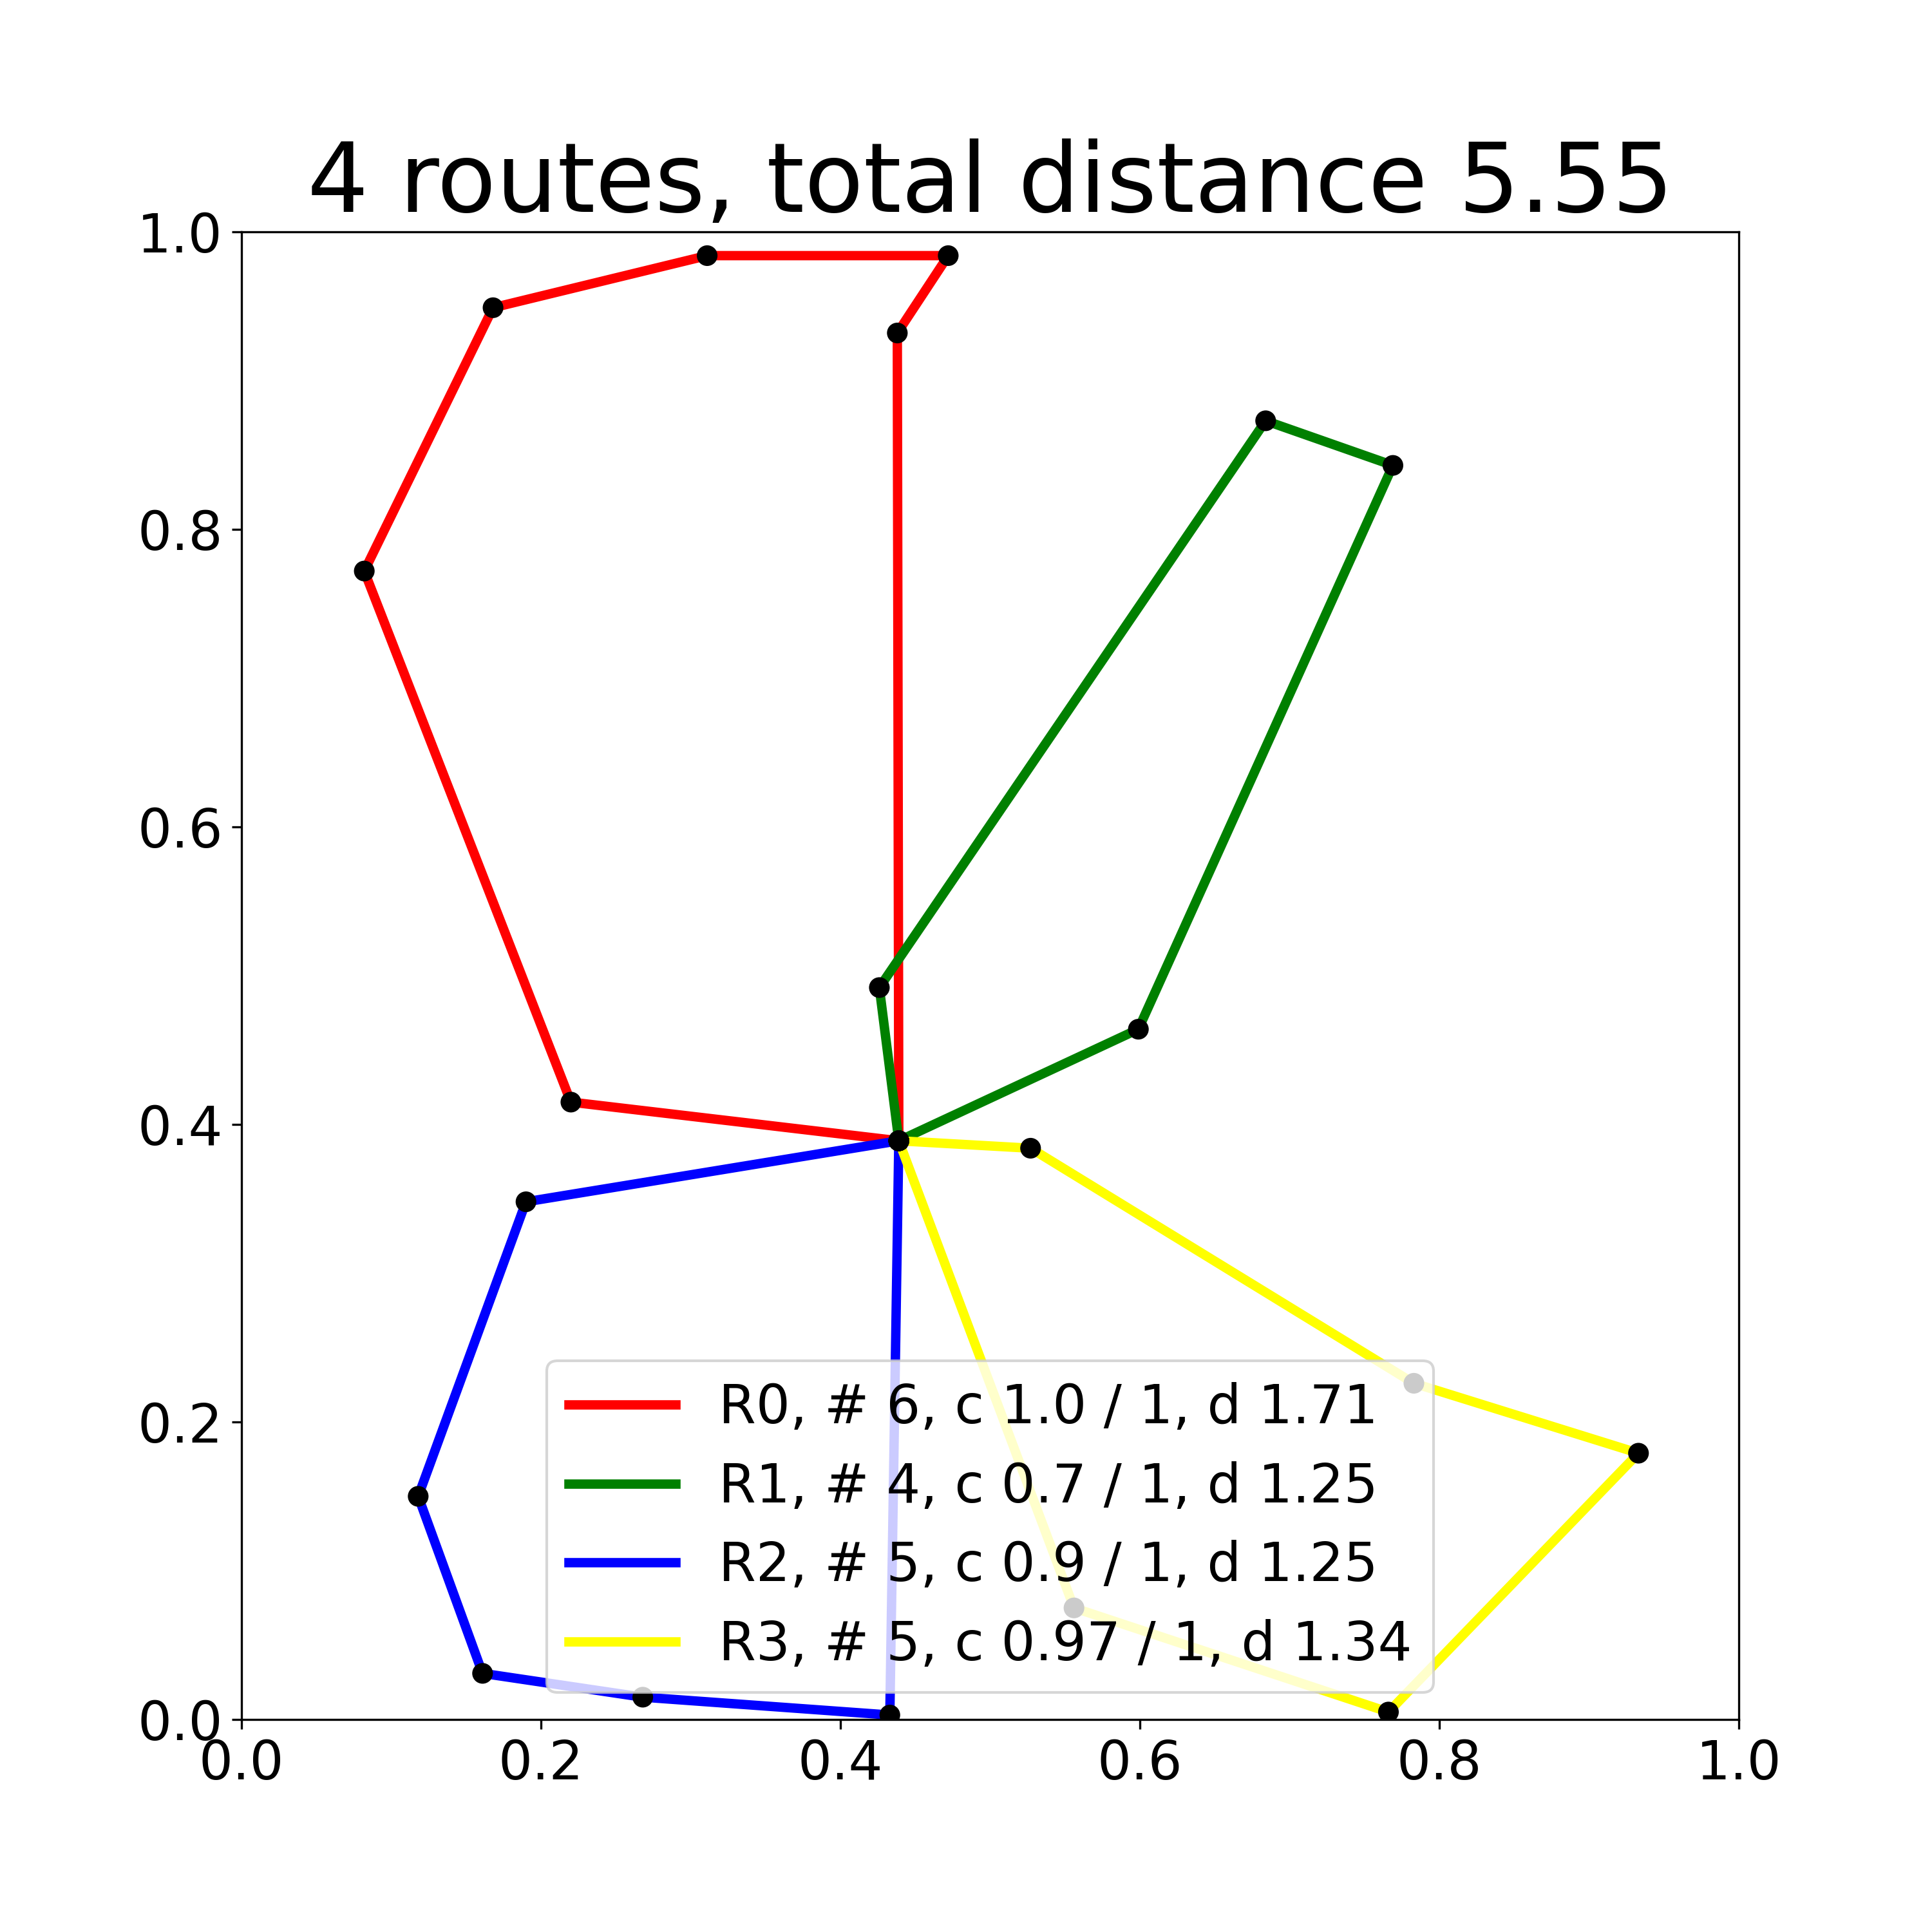 4 routes, total distance 5.55
1.0
0.8
0.6
0.4
0.2
0.0
R0, # 6, c 1.0 / 1, d 1.71
R1, # 4, c 0.7 / 1, d 1.25
R2, # 5, c 0.9 / 1, d 1.25
R3, # 5, c 0.97 / 1, d 1.34
0.0 0.2 0.4 0.6 0.8 1.0